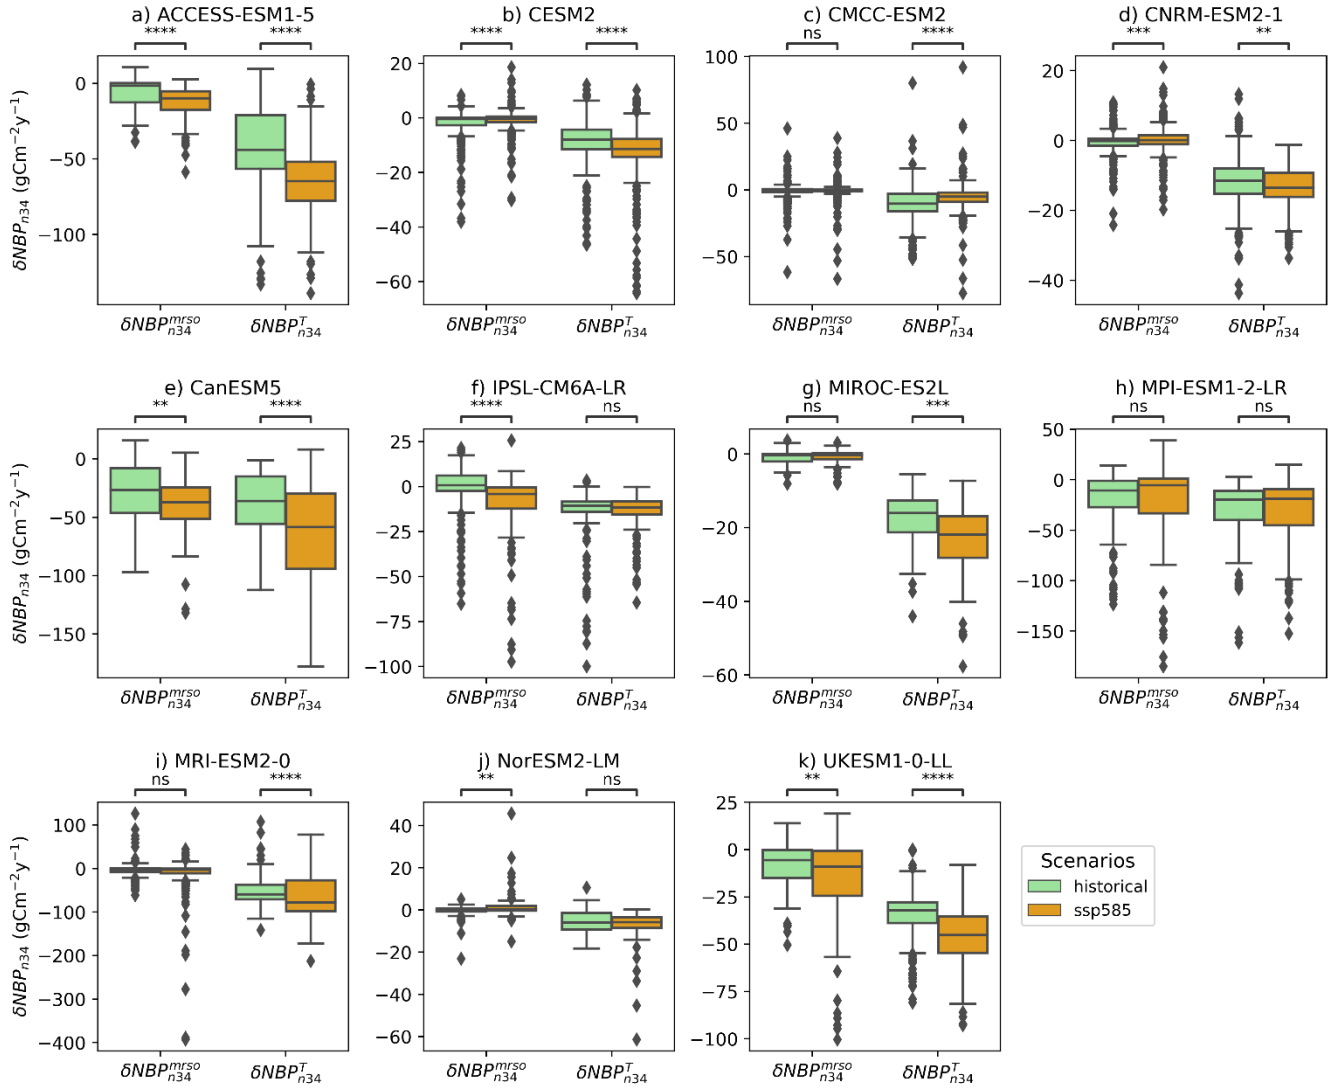 a) ACCESS-ESM1-5
****
****
0
−50
−100
δNBP_n34 (gCm⁻²y⁻¹)
δNBP^mrso_n34
δNBP^T_n34
b) CESM2
****
****
20
0
−20
−40
−60
δNBP^mrso_n34
δNBP^T_n34
c) CMCC-ESM2
ns
****
100
50
0
−50
δNBP^mrso_n34
δNBP^T_n34
d) CNRM-ESM2-1
***
**
20
0
−20
−40
δNBP^mrso_n34
δNBP^T_n34
e) CanESM5
**
****
0
−50
−100
−150
δNBP_n34 (gCm⁻²y⁻¹)
δNBP^mrso_n34
δNBP^T_n34
f) IPSL-CM6A-LR
****
ns
25
0
−25
−50
−75
−100
δNBP^mrso_n34
δNBP^T_n34
g) MIROC-ES2L
ns
***
0
−20
−40
−60
δNBP^mrso_n34
δNBP^T_n34
h) MPI-ESM1-2-LR
ns
ns
50
0
−50
−100
−150
δNBP^mrso_n34
δNBP^T_n34
i) MRI-ESM2-0
ns
****
100
0
−100
−200
−300
−400
δNBP_n34 (gCm⁻²y⁻¹)
δNBP^mrso_n34
δNBP^T_n34
j) NorESM2-LM
**
ns
40
20
0
−20
−40
−60
δNBP^mrso_n34
δNBP^T_n34
k) UKESM1-0-LL
**
****
25
0
−25
−50
−75
−100
δNBP^mrso_n34
δNBP^T_n34
Scenarios
historical
ssp585